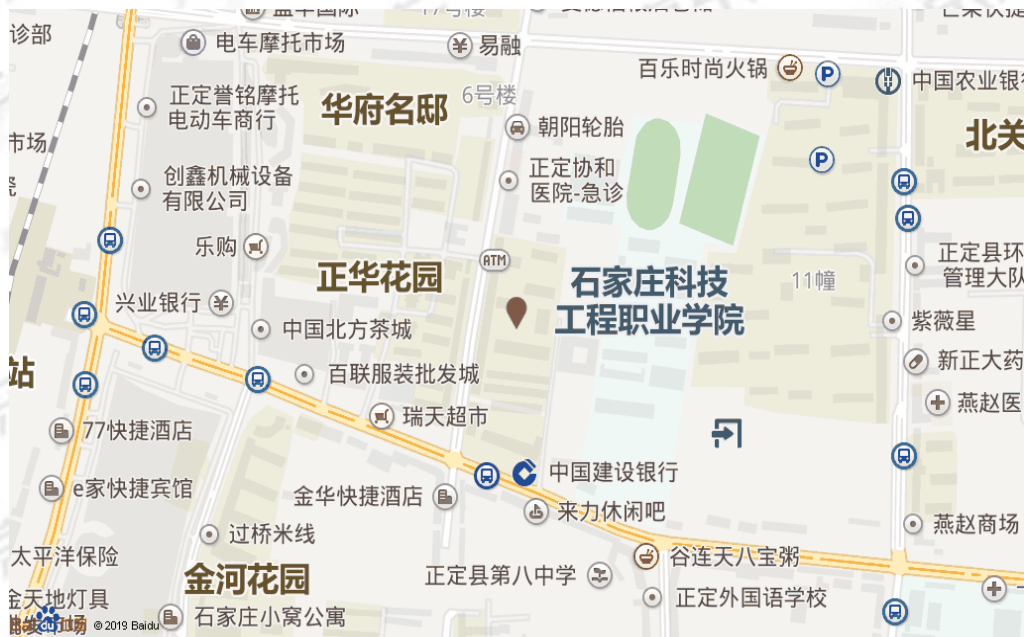 17号楼
诊部
电车摩托市场
易融
百乐时尚火锅
P
中国农业银行
正定誉铭摩托
电动车商行
华府名邸
6号楼
朝阳轮胎
北关
市场
正定协和
医院-急诊
P
创鑫机械设备
有限公司
乐购
ATM
正华花园
石家庄科技
工程职业学院
11幢
正定县环
管理大队
兴业银行
中国北方茶城
紫薇星
站
百联服装批发城
新正大药
瑞天超市
燕赵医
77快捷酒店
e家快捷宾馆
金华快捷酒店
中国建设银行
来力休闲吧
燕赵商场
过桥米线
太平洋保险
谷连天八宝粥
金河花园
正定县第八中学
金天地灯具
正定外国语学校
石家庄小窝公寓
© 2019 Baidu